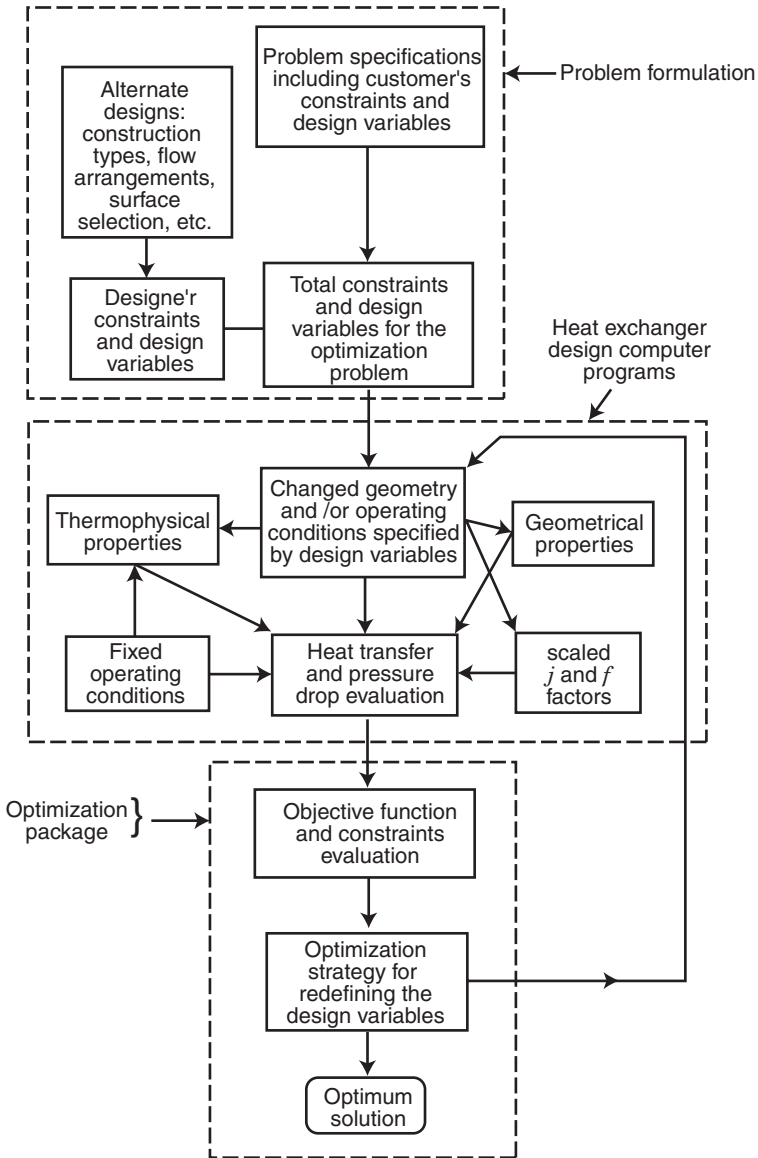 Problem specifications
including customer's
constraints and
design variables
Problem formulation
Alternate
designs:
construction
types, flow
arrangements,
surface
selection, etc.
Designe'r
constraints
and design
variables
Total constraints
and design
variables for the
optimization
problem
Heat exchanger
design computer
programs
Changed geometry
and /or operating
conditions specified
by design variables
Thermophysical
properties
Geometrical
properties
Fixed
operating
conditions
Heat transfer
and pressure
drop evaluation
scaled
j and f
factors
Optimization }
package
Objective function
and constraints
evaluation
Optimization
strategy for
redefining the
design variables
Optimum
solution